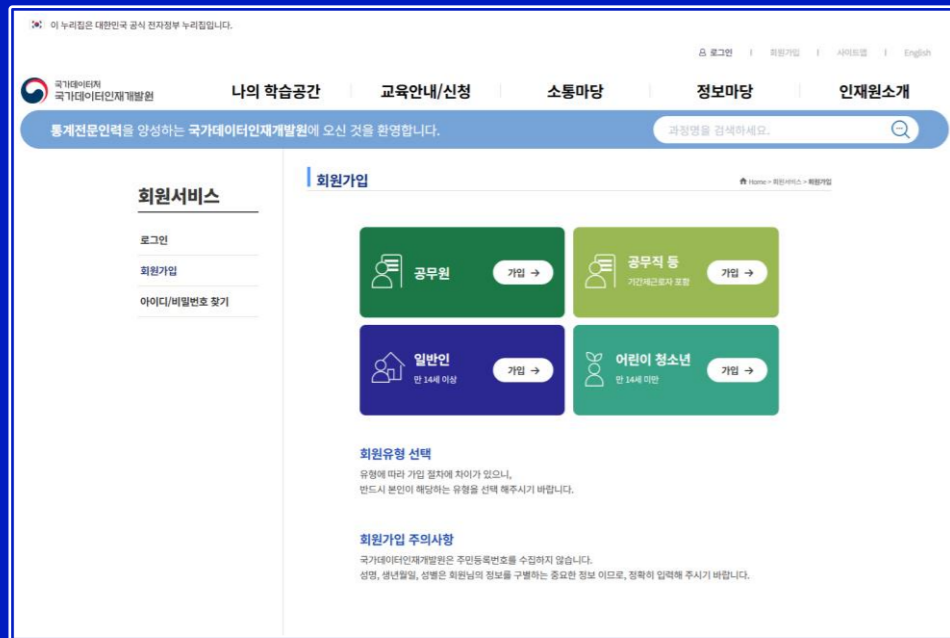 이 누리집은 대한민국 공식 전자정부 누리집입니다.
로그인 | 회원가입 | 사이트맵 | English
국가데이터처
국가데이터인재개발원
나의 학습공간 교육안내/신청 소통마당 정보마당 인재원소개
통계전문인력을 양성하는 국가데이터인재개발원에 오신 것을 환영합니다.
과정명을 검색하세요.
회원서비스
로그인
회원가입
아이디/비밀번호 찾기
회원가입
Home > 회원서비스 > 회원가입
공무원
가입 →
공무직 등
기간제근로자 포함
가입 →
일반인
만 14세 이상
가입 →
어린이 청소년
만 14세 미만
가입 →
회원유형 선택
유형에 따라 가입 절차에 차이가 있으니,
반드시 본인이 해당하는 유형을 선택 해주시기 바랍니다.
회원가입 주의사항
국가데이터인재개발원은 주민등록번호를 수집하지 않습니다.
성명, 생년월일, 성별은 회원님의 정보를 구별하는 중요한 정보 이므로, 정확히 입력해 주시기 바랍니다.